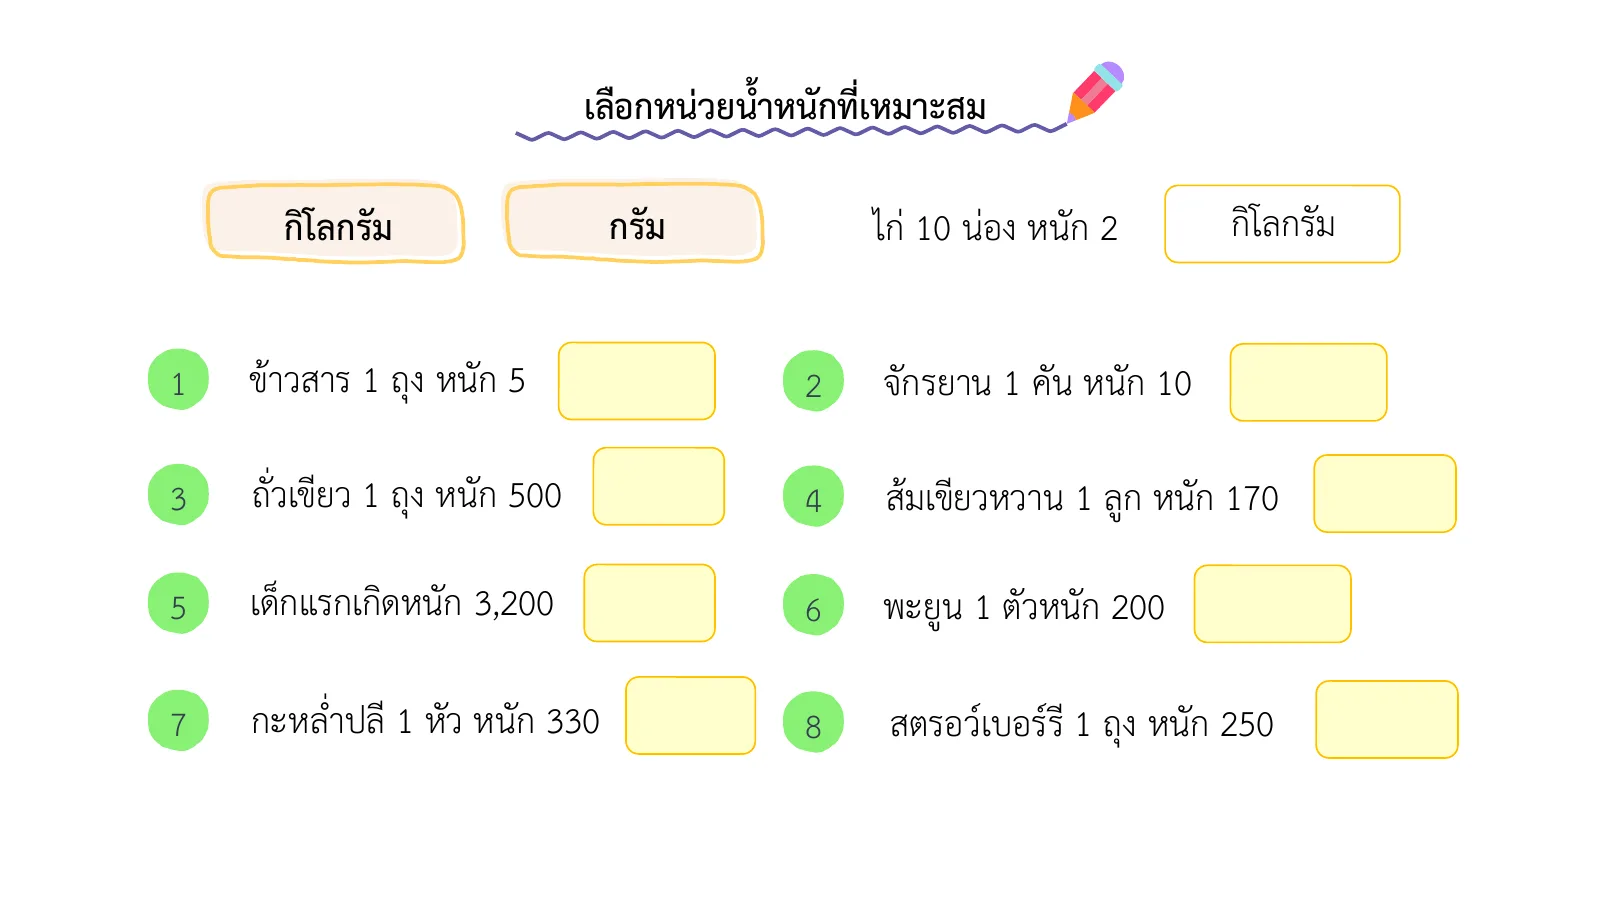 เลือกหน่วยน้ำหนักที่เหมาะสม
กิโลกรัม
กรัม
ไก่ 10 น่อง หนัก 2
กิโลกรัม
1
ข้าวสาร 1 ถุง หนัก 5
2
จักรยาน 1 คัน หนัก 10
3
ถั่วเขียว 1 ถุง หนัก 500
4
ส้มเขียวหวาน 1 ลูก หนัก 170
5
เด็กแรกเกิดหนัก 3,200
6
พะยูน 1 ตัวหนัก 200
7
กะหล่ำปลี 1 หัว หนัก 330
8
สตรอว์เบอร์รี 1 ถุง หนัก 250